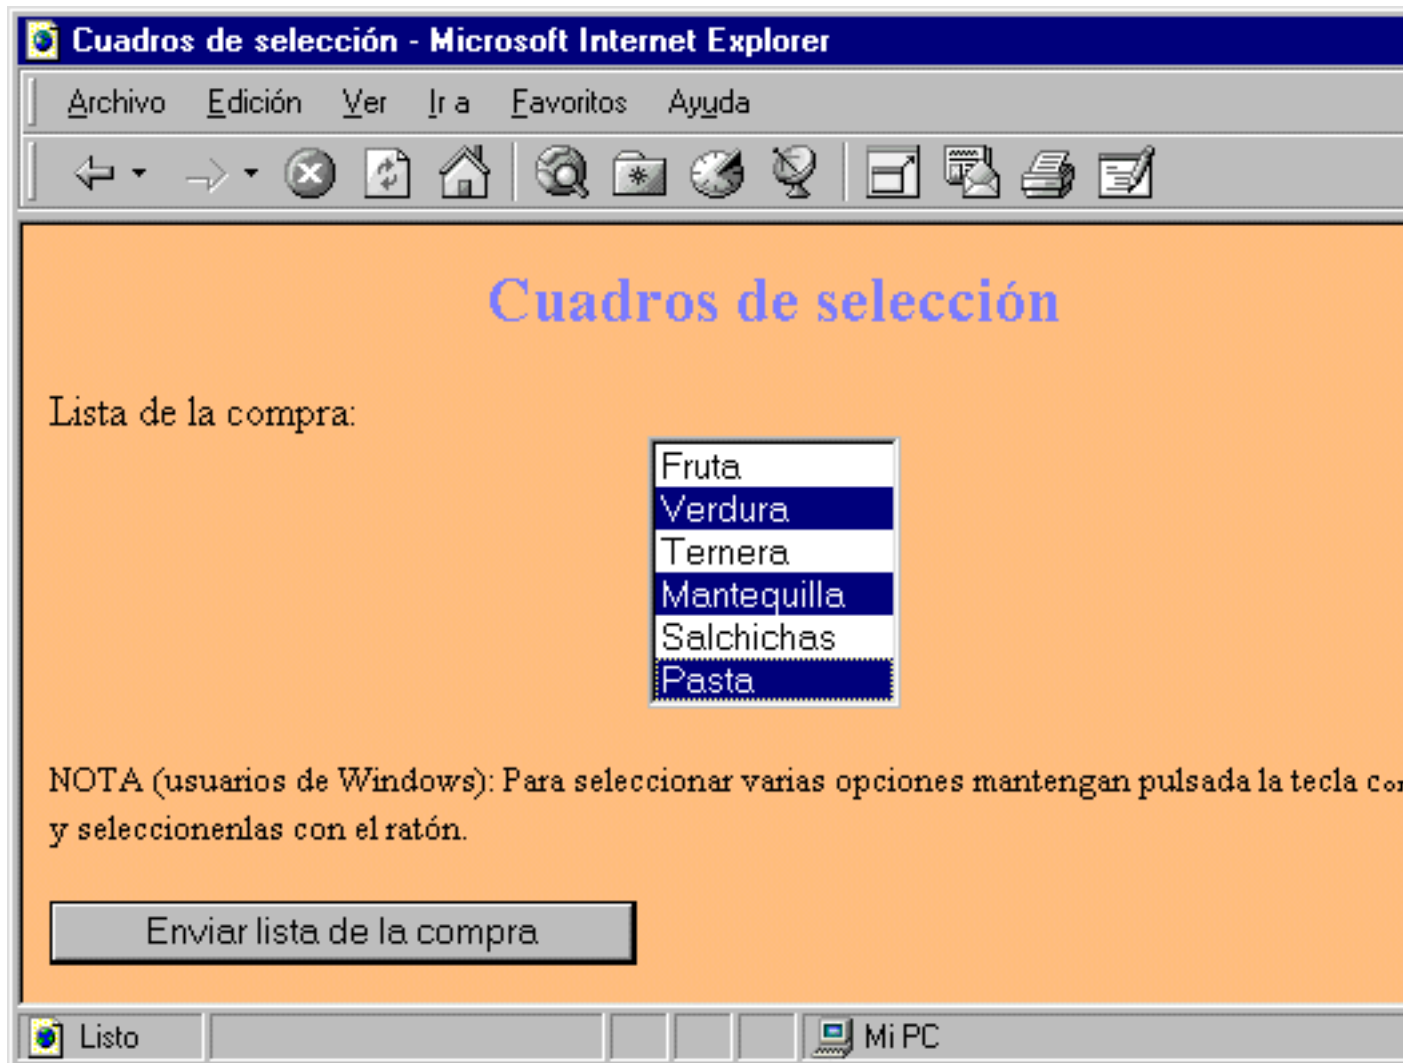 Cuadros de selección - Microsoft Internet Explorer
Archivo Edición Ver Ir a Favoritos Ayuda
Cuadros de selección
Lista de la compra:
Fruta
Verdura
Ternera
Mantequilla
Salchichas
Pasta
NOTA (usuarios de Windows): Para seleccionar varias opciones mantengan pulsada la tecla
y seleccionenlas con el ratón.
Enviar lista de la compra
Listo Mi PC